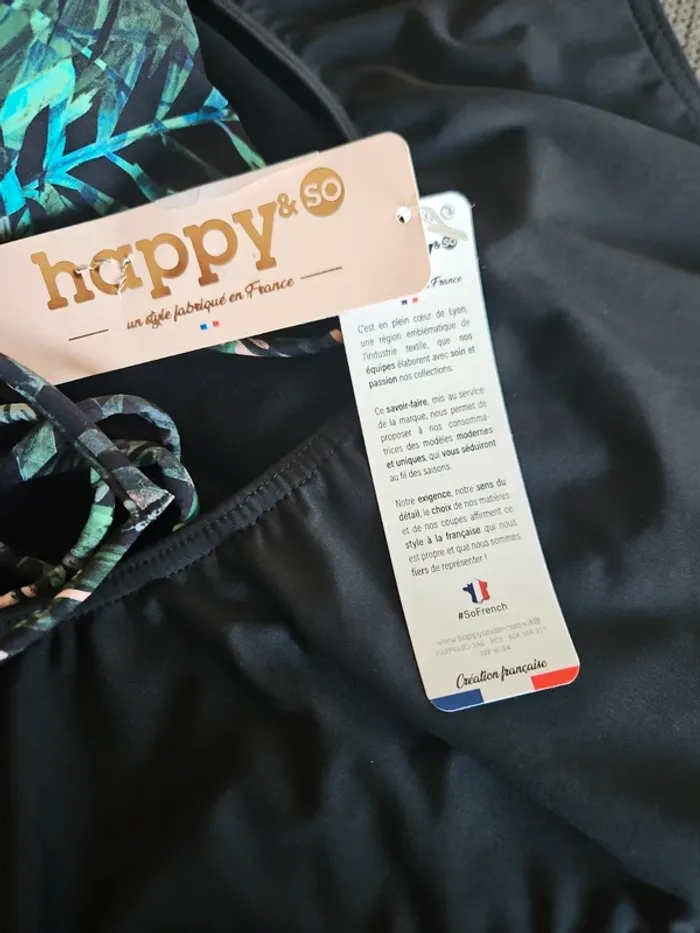 happy & so
un style fabriqué en France
& so
France
C'est en plein cœur de Lyon,
une région emblématique de
l'industrie textile, que nos
équipes élaborent avec soin et
passion nos collections.
Ce savoir-faire, mis au service
de la marque, nous permet de
proposer à nos consomma-
trices des modèles modernes
et uniques, qui vous séduiront
au fil des saisons.
Notre exigence, notre sens du
détail, le choix de nos matières
et de nos coupes affirment ce
style à la française qui nous
est propre et que nous sommes
fiers de représenter !
#SoFrench
Création française